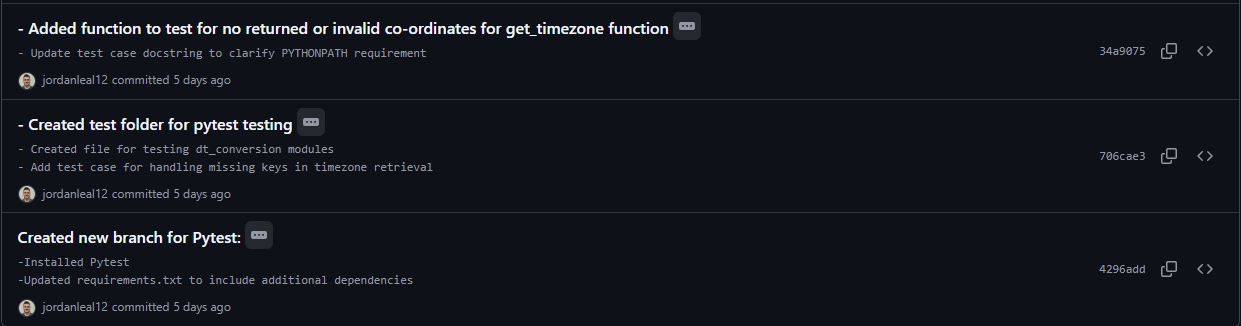 - Added function to test for no returned or invalid co-ordinates for get_timezone function
- Update test case docstring to clarify PYTHONPATH requirement
34a9075
jordanleal12 committed 5 days ago
- Created test folder for pytest testing
- Created file for testing dt_conversion modules
- Add test case for handling missing keys in timezone retrieval
706cae3
jordanleal12 committed 5 days ago
Created new branch for Pytest:
-Installed Pytest
-Updated requirements.txt to include additional dependencies
4296add
jordanleal12 committed 5 days ago